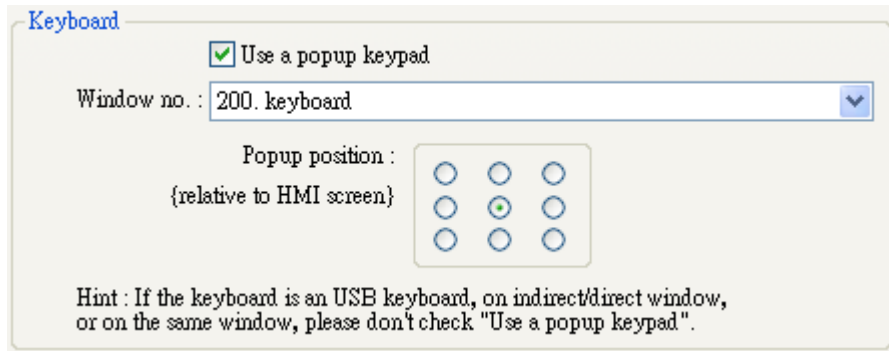 Keyboard
Use a popup keypad
Window no. : 200. keyboard
Popup position :
{relative to HMI screen}
Hint : If the keyboard is an USB keyboard, on indirect/direct window,
or on the same window, please don't check "Use a popup keypad".